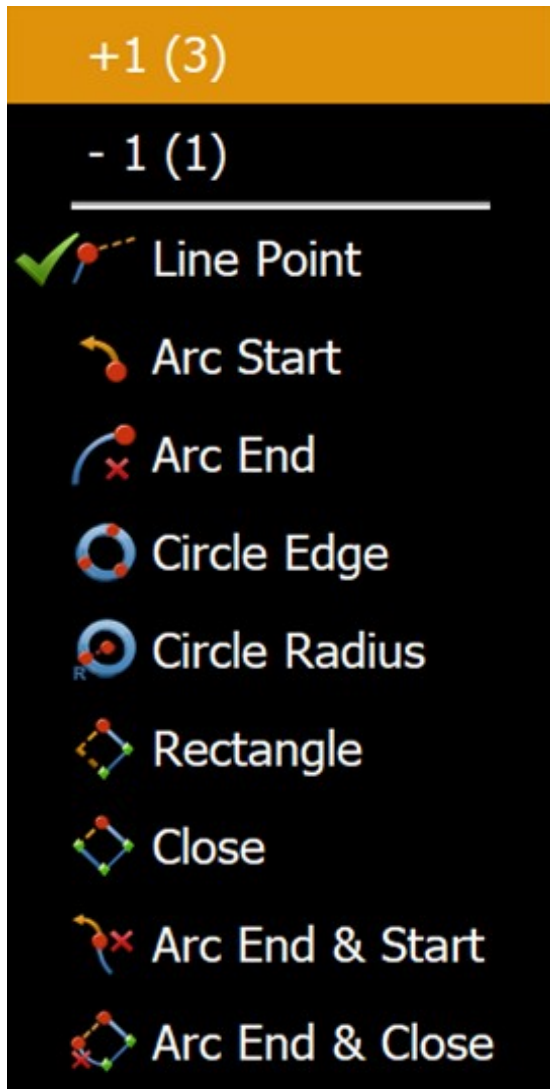 +1 (3)
- 1 (1)
Line Point
Arc Start
Arc End
Circle Edge
R
Circle Radius
Rectangle
Close
Arc End & Start
Arc End & Close